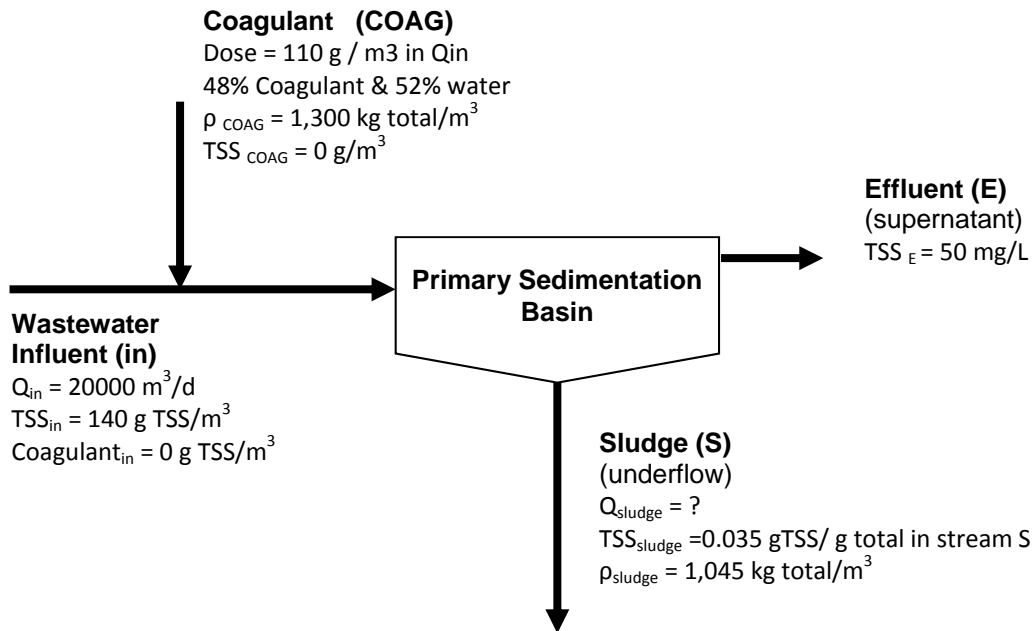 Coagulant (COAG)
Dose = 110 g / m3 in Qin
48% Coagulant & 52% water
ρ COAG = 1,300 kg total/m³
TSS COAG = 0 g/m³
Effluent (E)
(supernatant)
TSS E = 50 mg/L
Primary Sedimentation
Basin
Wastewater
Influent (in)
Qin = 20000 m³/d
TSSin = 140 g TSS/m³
Coagulantin = 0 g TSS/m³
Sludge (S)
(underflow)
Qsludge = ?
TSSsludge =0.035 gTSS/ g total in stream S
ρsludge = 1,045 kg total/m³